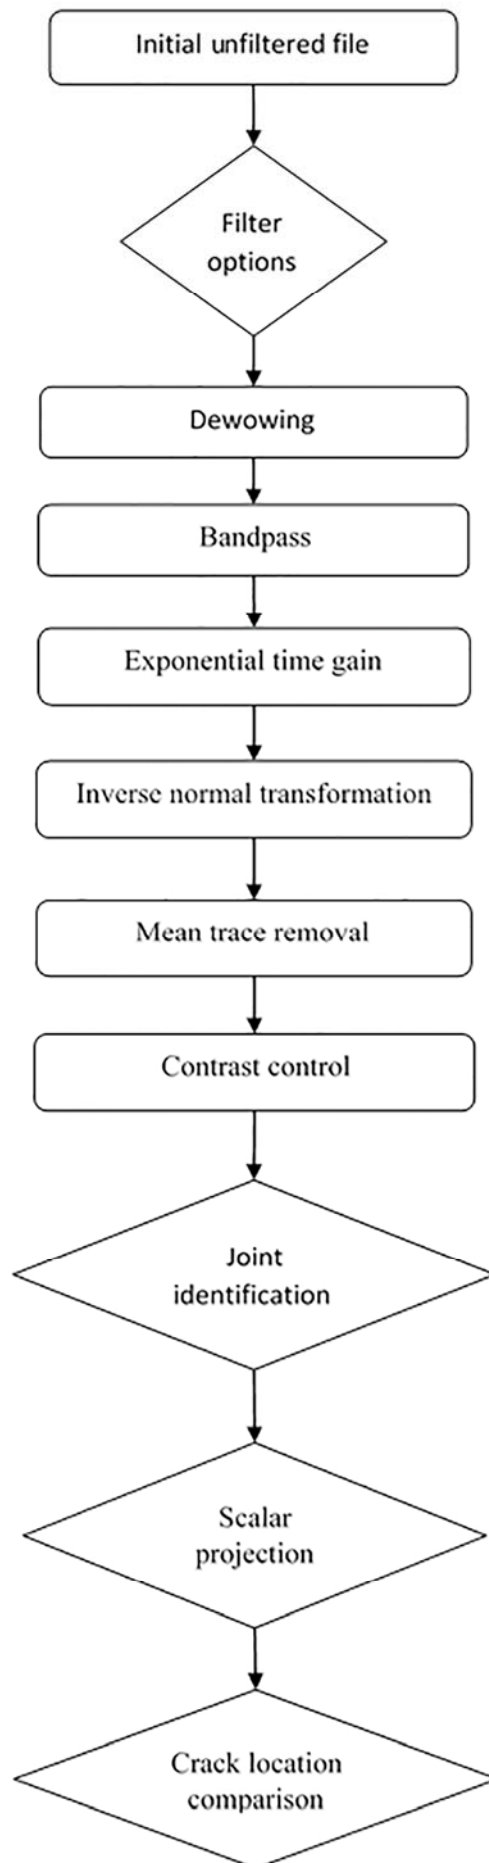 Initial unfiltered file
Filter
options
Dewowing
Bandpass
Exponential time gain
Inverse normal transformation
Mean trace removal
Contrast control
Joint
identification
Scalar
projection
Crack location
comparison